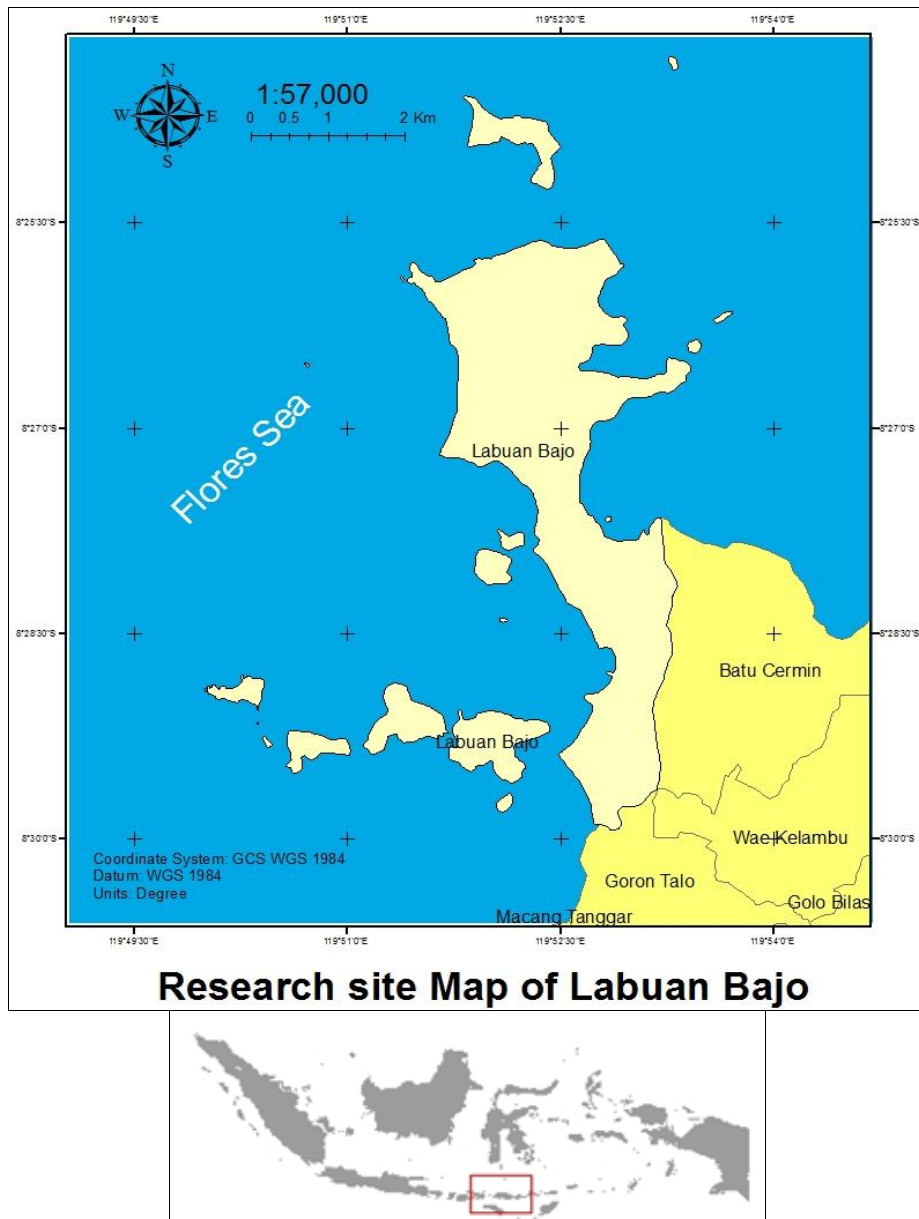 119°49'30"E 119°51'0"E 119°52'30"E 119°54'0"E
N
W E
S
1:57,000
0 0.5 1 2 Km
8°25'30"S 8°25'30"S
Flores Sea
8°27'0"S 8°27'0"S
Labuan Bajo
8°28'30"S 8°28'30"S
Batu Cermin
Labuan Bajo
8°30'0"S 8°30'0"S
Wae Kelambu
Coordinate System: GCS WGS 1984
Datum: WGS 1984
Units: Degree
Goron Talo
Golo Bilas
Macang Tanggar
119°49'30"E 119°51'0"E 119°52'30"E 119°54'0"E
Research site Map of Labuan Bajo